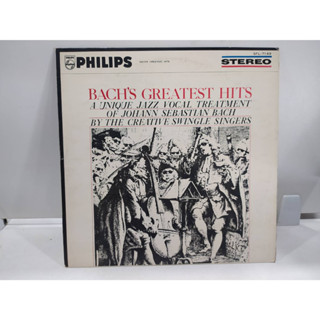 PHILIPS
STEREO
BACH'S GREATEST HITS
A UNIQUE JAZZ VOCAL TREATMENT
OF JOHANN SEBASTIAN BACH
BY THE CREATIVE SWINGLE SINGERS